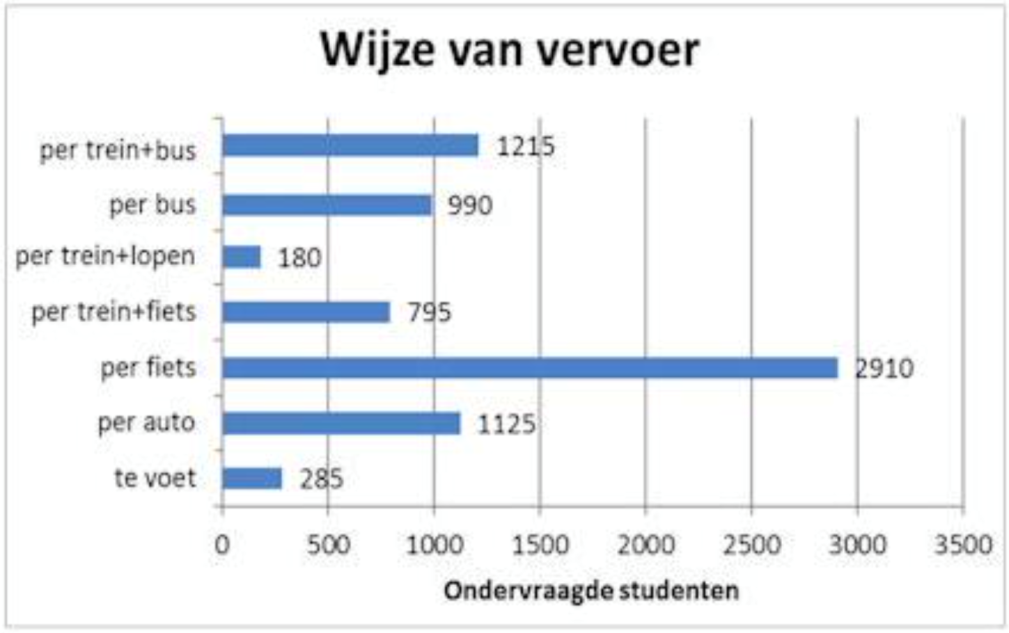 Wijze van vervoer
per trein+bus 1215
per bus 990
per trein+lopen 180
per trein+fiets 795
per fiets 2910
per auto 1125
te voet 285
0 500 1000 1500 2000 2500 3000 3500
Ondervraagde studenten